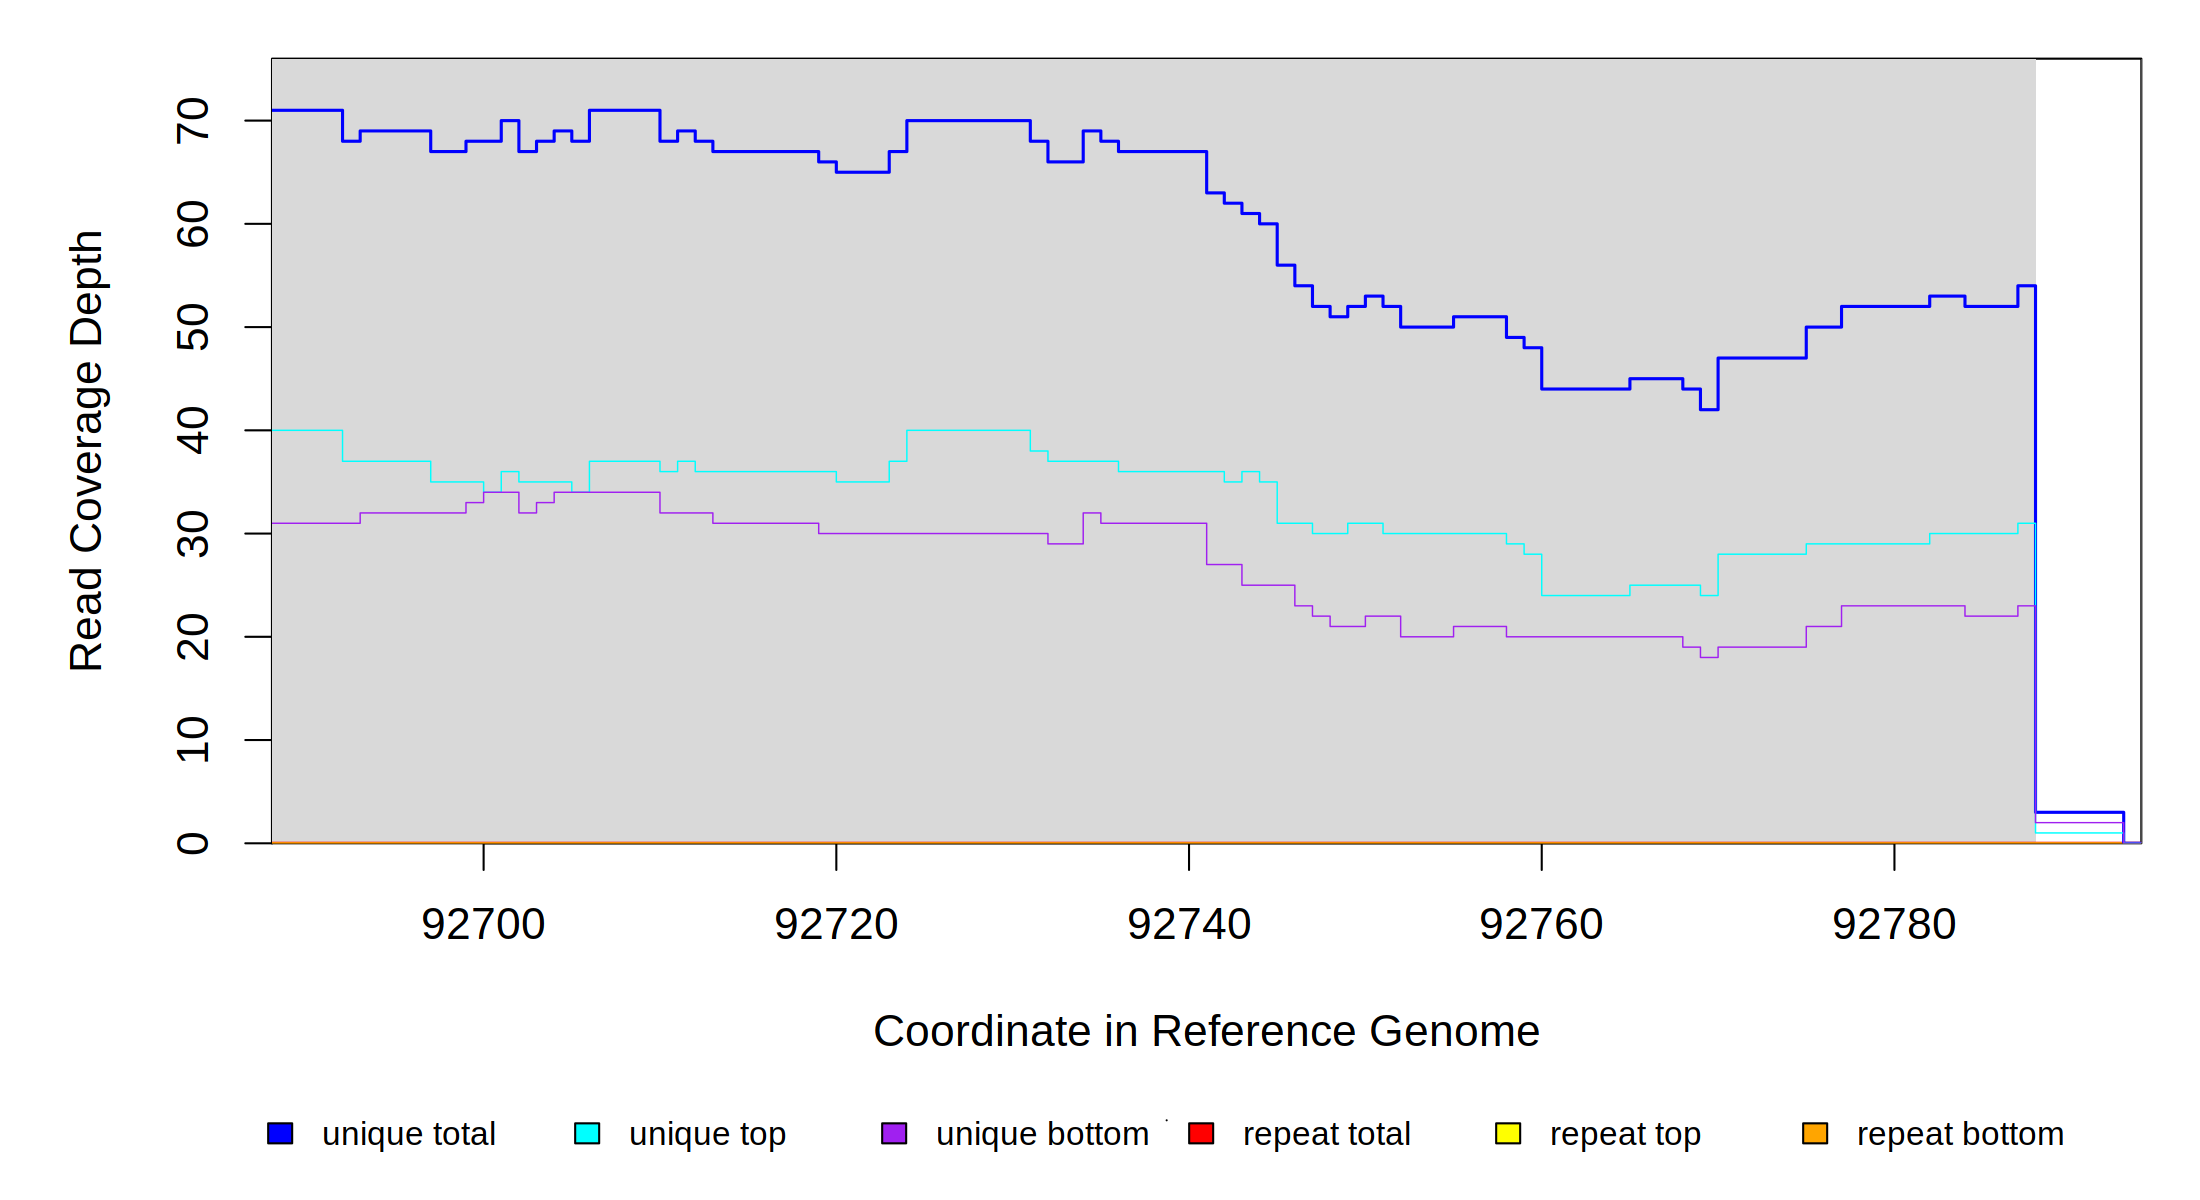 Read Coverage Depth
70
60
50
40
30
20
10
0
92700 92720 92740 92760 92780
Coordinate in Reference Genome
unique total unique top unique bottom repeat total repeat top repeat bottom